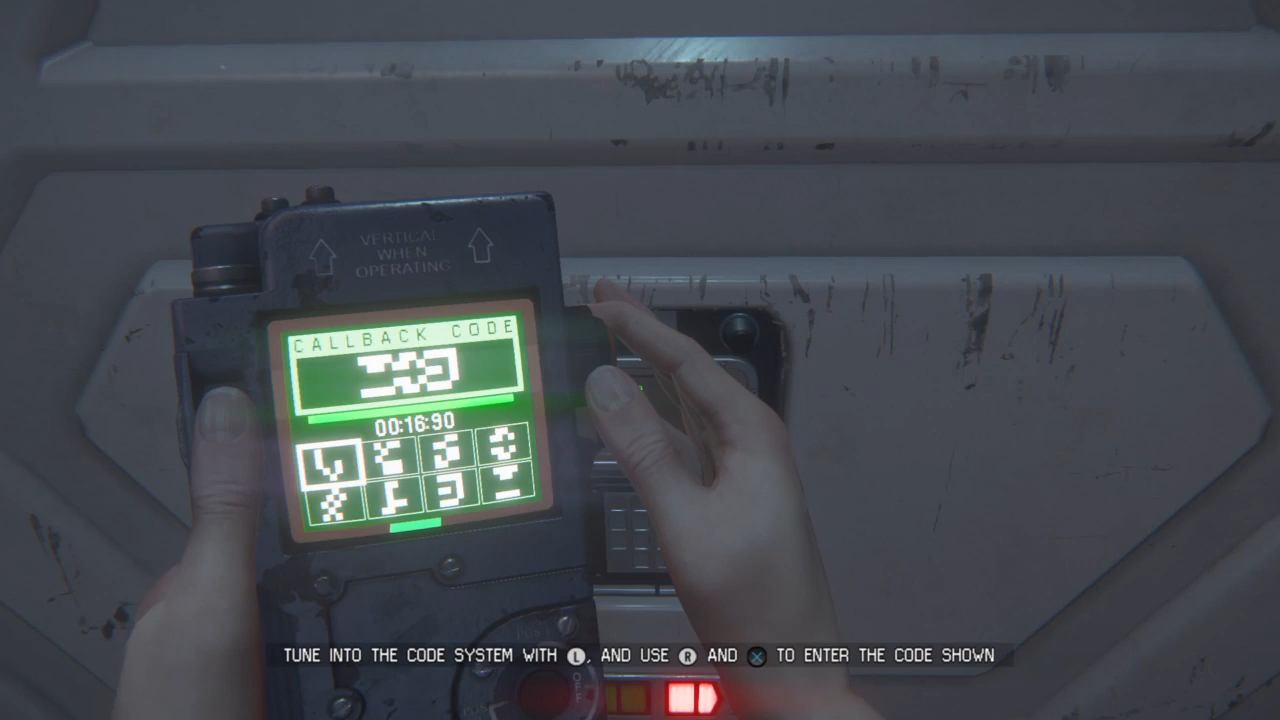 VERTICAL
WHEN
OPERATING
CALLBACK CODE
00:16:90
TUNE INTO THE CODE SYSTEM WITH L, AND USE R AND X TO ENTER THE CODE SHOWN
OFF